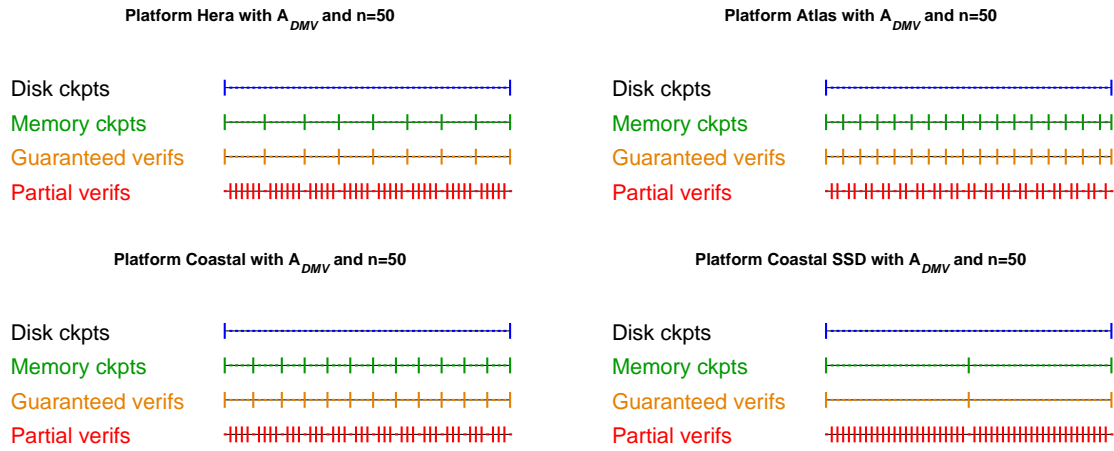 Platform Hera with A_DMV and n=50
Disk ckpts
Memory ckpts
Guaranteed verifs
Partial verifs
Platform Atlas with A_DMV and n=50
Disk ckpts
Memory ckpts
Guaranteed verifs
Partial verifs
Platform Coastal with A_DMV and n=50
Disk ckpts
Memory ckpts
Guaranteed verifs
Partial verifs
Platform Coastal SSD with A_DMV and n=50
Disk ckpts
Memory ckpts
Guaranteed verifs
Partial verifs